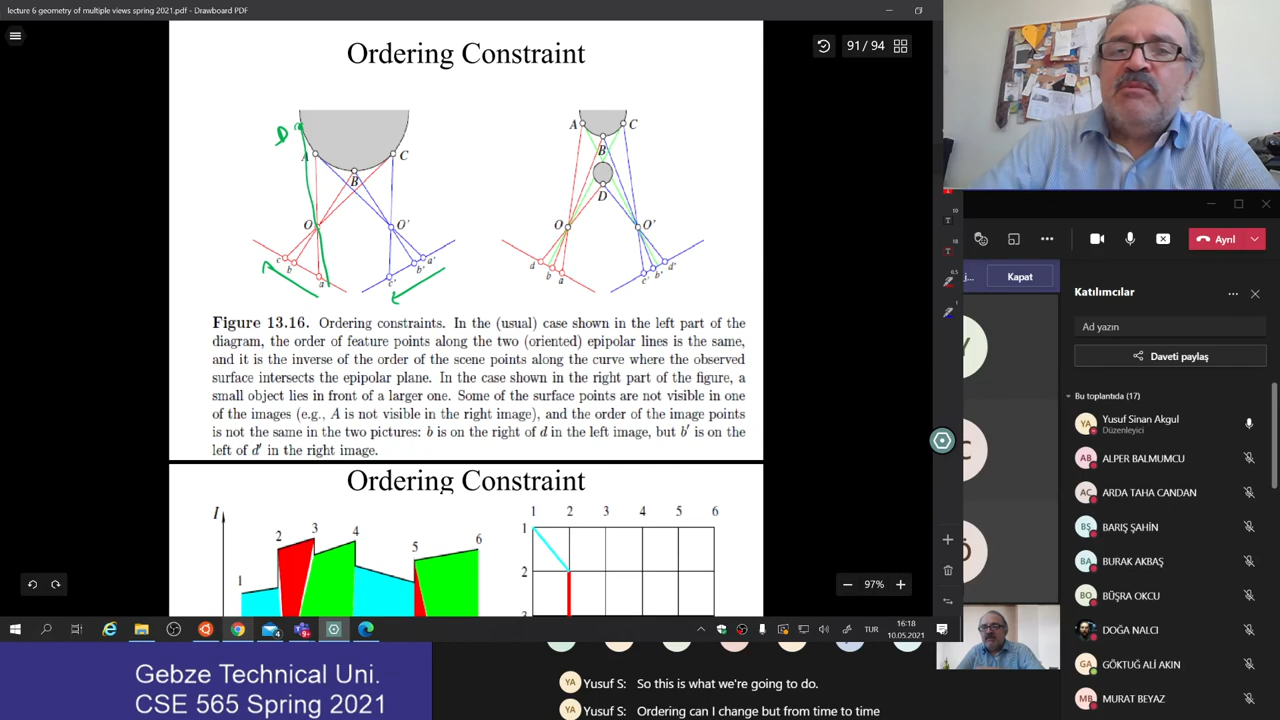 lecture 6 geometry of multiple views spring 2021.pdf - Drawboard PDF
91 / 94
Ordering Constraint
D
A
C
B
O
O'
c
b
a
a'
b'
c'
A
C
B
D
O
O'
d
b
a
d'
b'
c'
Figure 13.16. Ordering constraints. In the (usual) case shown in the left part of the
diagram, the order of feature points along the two (oriented) epipolar lines is the same,
and it is the inverse of the order of the scene points along the curve where the observed
surface intersects the epipolar plane. In the case shown in the right part of the figure, a
small object lies in front of a larger one. Some of the surface points are not visible in one
of the images (e.g., A is not visible in the right image), and the order of the image points
is not the same in the two pictures: b is on the right of d in the left image, but b′ is on the
left of d′ in the right image.
Ordering Constraint
I
1
2
3
4
5
6
1 2 3 4 5 6
1
2
3
97%
Ayrıl
Kapat
Katılımcılar
Ad yazın
Daveti paylaş
Bu toplantıda (17)
YA Yusuf Sinan Akgul
Düzenleyici
AB ALPER BALMUMCU
AC ARDA TAHA CANDAN
BŞ BARIŞ ŞAHİN
BA BURAK AKBAŞ
BO BÜŞRA OKCU
DOĞA NALCI
GA GÖKTUĞ ALİ AKIN
MB MURAT BEYAZ
Y
C
Ö
TUR
16:18
10.05.2021
Gebze Technical Uni.
CSE 565 Spring 2021
YA Yusuf S: So this is what we're going to do.
YA Yusuf S: Ordering can I change but from time to time